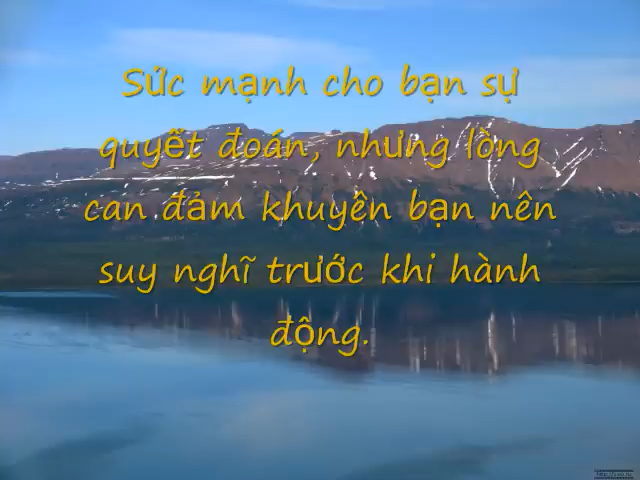 Sức mạnh cho bạn sự
quyẽt đoán, nhưng lòng
can đảm khuyên bạn nên
suy nghĩ trước khi hành
động.